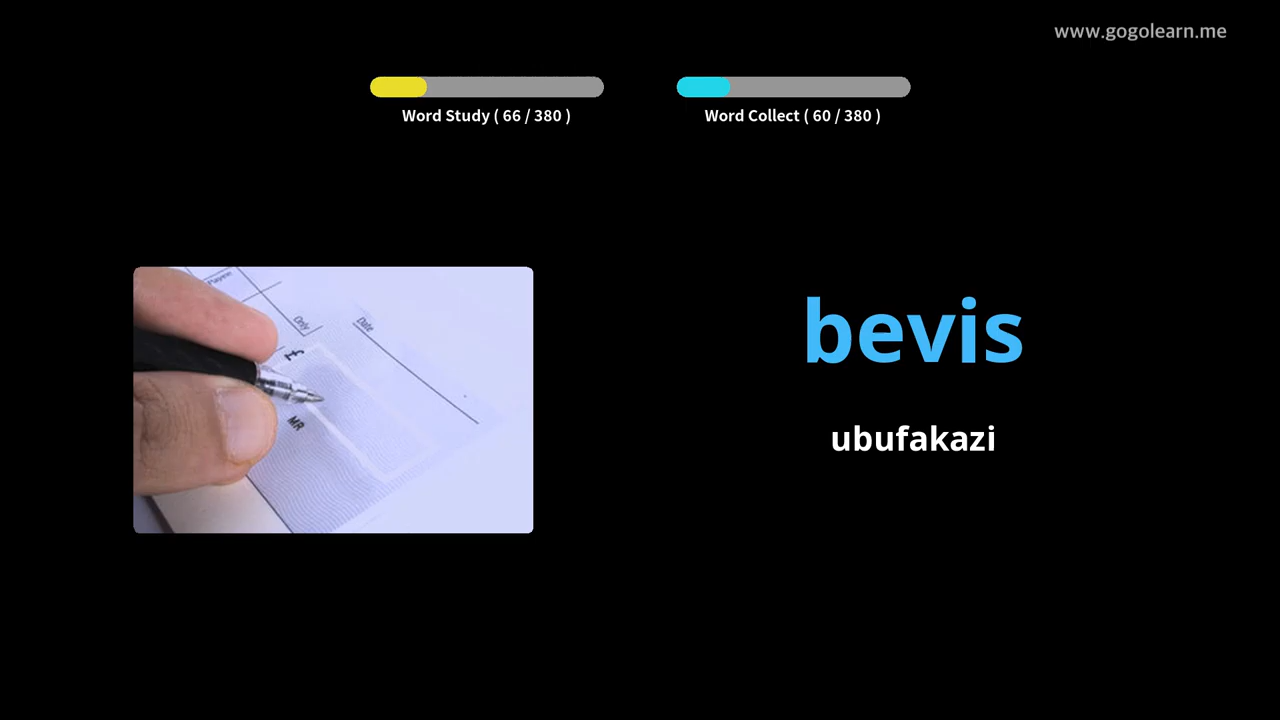 www.gogolearn.me
Word Study ( 66 / 380 )
Word Collect ( 60 / 380 )
bevis
ubufakazi
Only
Date
MR